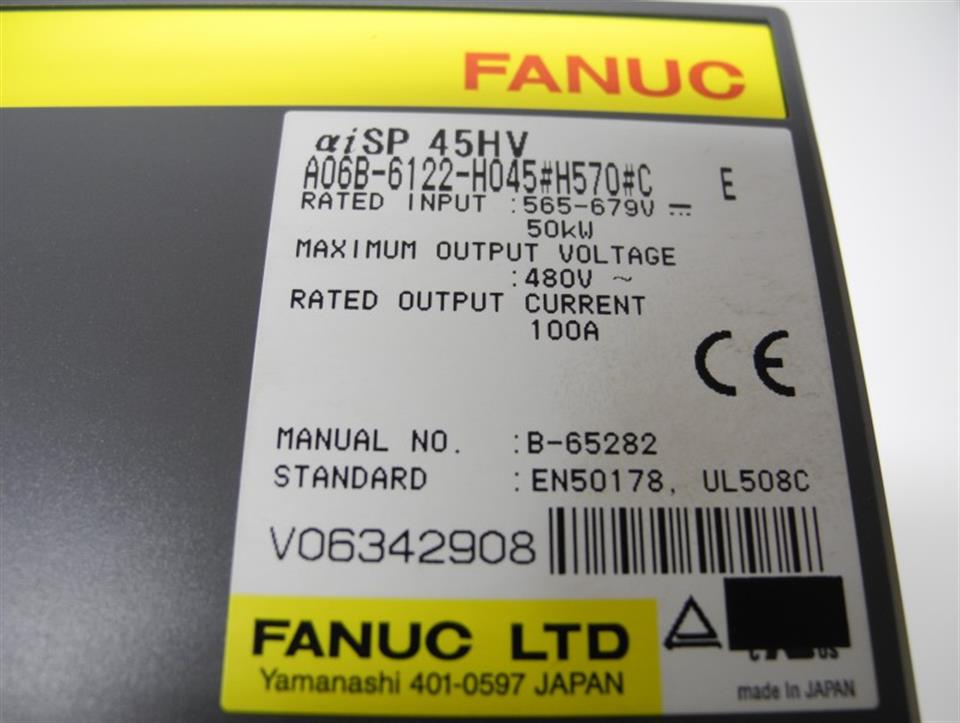 FANUC
αiSP 45HV
A06B-6122-H045#H570#C E
RATED INPUT :565-679V ⎓
50kW
MAXIMUM OUTPUT VOLTAGE
:480V ~
RATED OUTPUT CURRENT
100A
CE
MANUAL NO. :B-65282
STANDARD :EN50178, UL508C
V06342908
FANUC LTD
Yamanashi 401-0597 JAPAN
C US
made in JAPAN